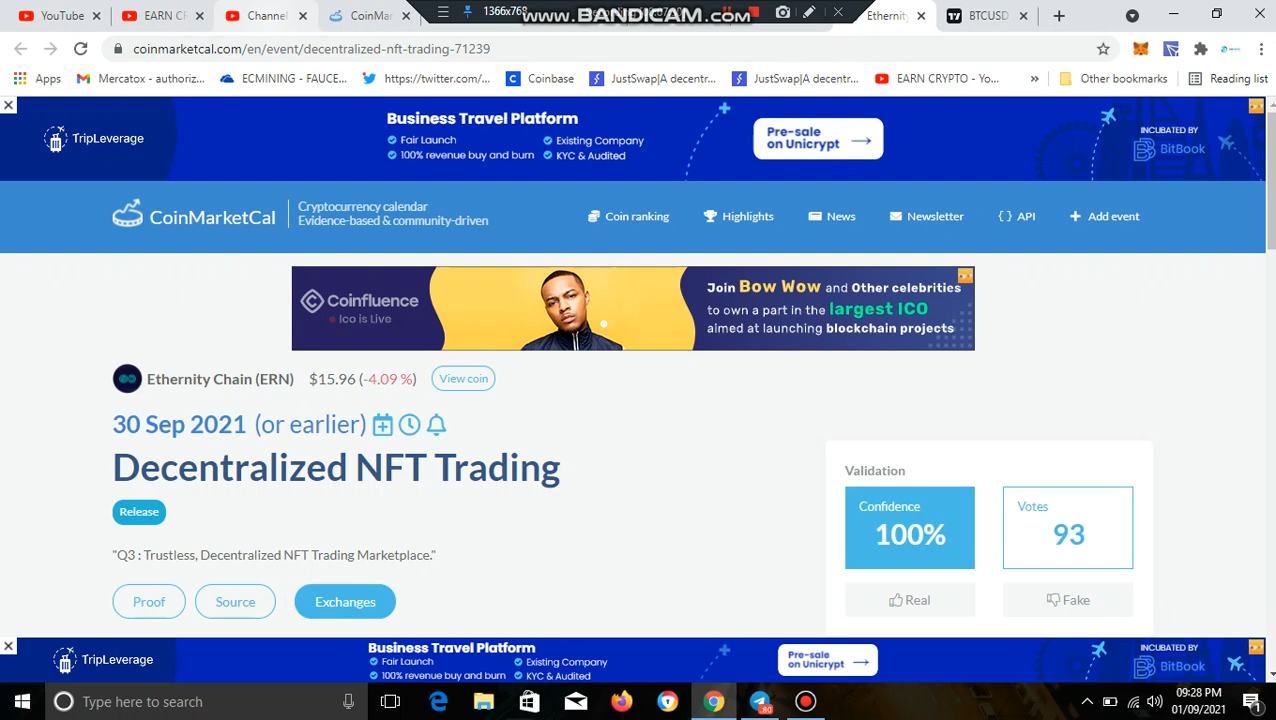 YouTube
EARN CR
Channel
CoinMar
1366x768
www.BANDICAM.com
Ethernity
BTCUSD
coinmarketcal.com/en/event/decentralized-nft-trading-71239
Apps
Mercatox - authoriz...
ECMINING - FAUCE...
https://twitter.com/...
Coinbase
JustSwap|A decentr...
JustSwap|A decentr...
EARN CRYPTO - Yo...
»
Other bookmarks
Reading list
TripLeverage
Business Travel Platform
Fair Launch
Existing Company
100% revenue buy and burn
KYC & Audited
Pre-sale
on Unicrypt
INCUBATED BY
BitBook
CoinMarketCal
Cryptocurrency calendar
Evidence-based & community-driven
Coin ranking
Highlights
News
Newsletter
API
Add event
Coinfluence
Ico is Live
Join Bow Wow and Other celebrities
to own a part in the largest ICO
aimed at launching blockchain projects
Ethernity Chain (ERN)
$15.96 (-4.09 %)
View coin
30 Sep 2021 (or earlier)
Decentralized NFT Trading
Release
"Q3 : Trustless, Decentralized NFT Trading Marketplace."
Proof
Source
Exchanges
Validation
Confidence
100%
Votes
93
Real
Fake
TripLeverage
Business Travel Platform
Fair Launch
Existing Company
100% revenue buy and burn
KYC & Audited
Pre-sale
on Unicrypt
INCUBATED BY
BitBook
Type here to search
80
09:28 PM
01/09/2021
1